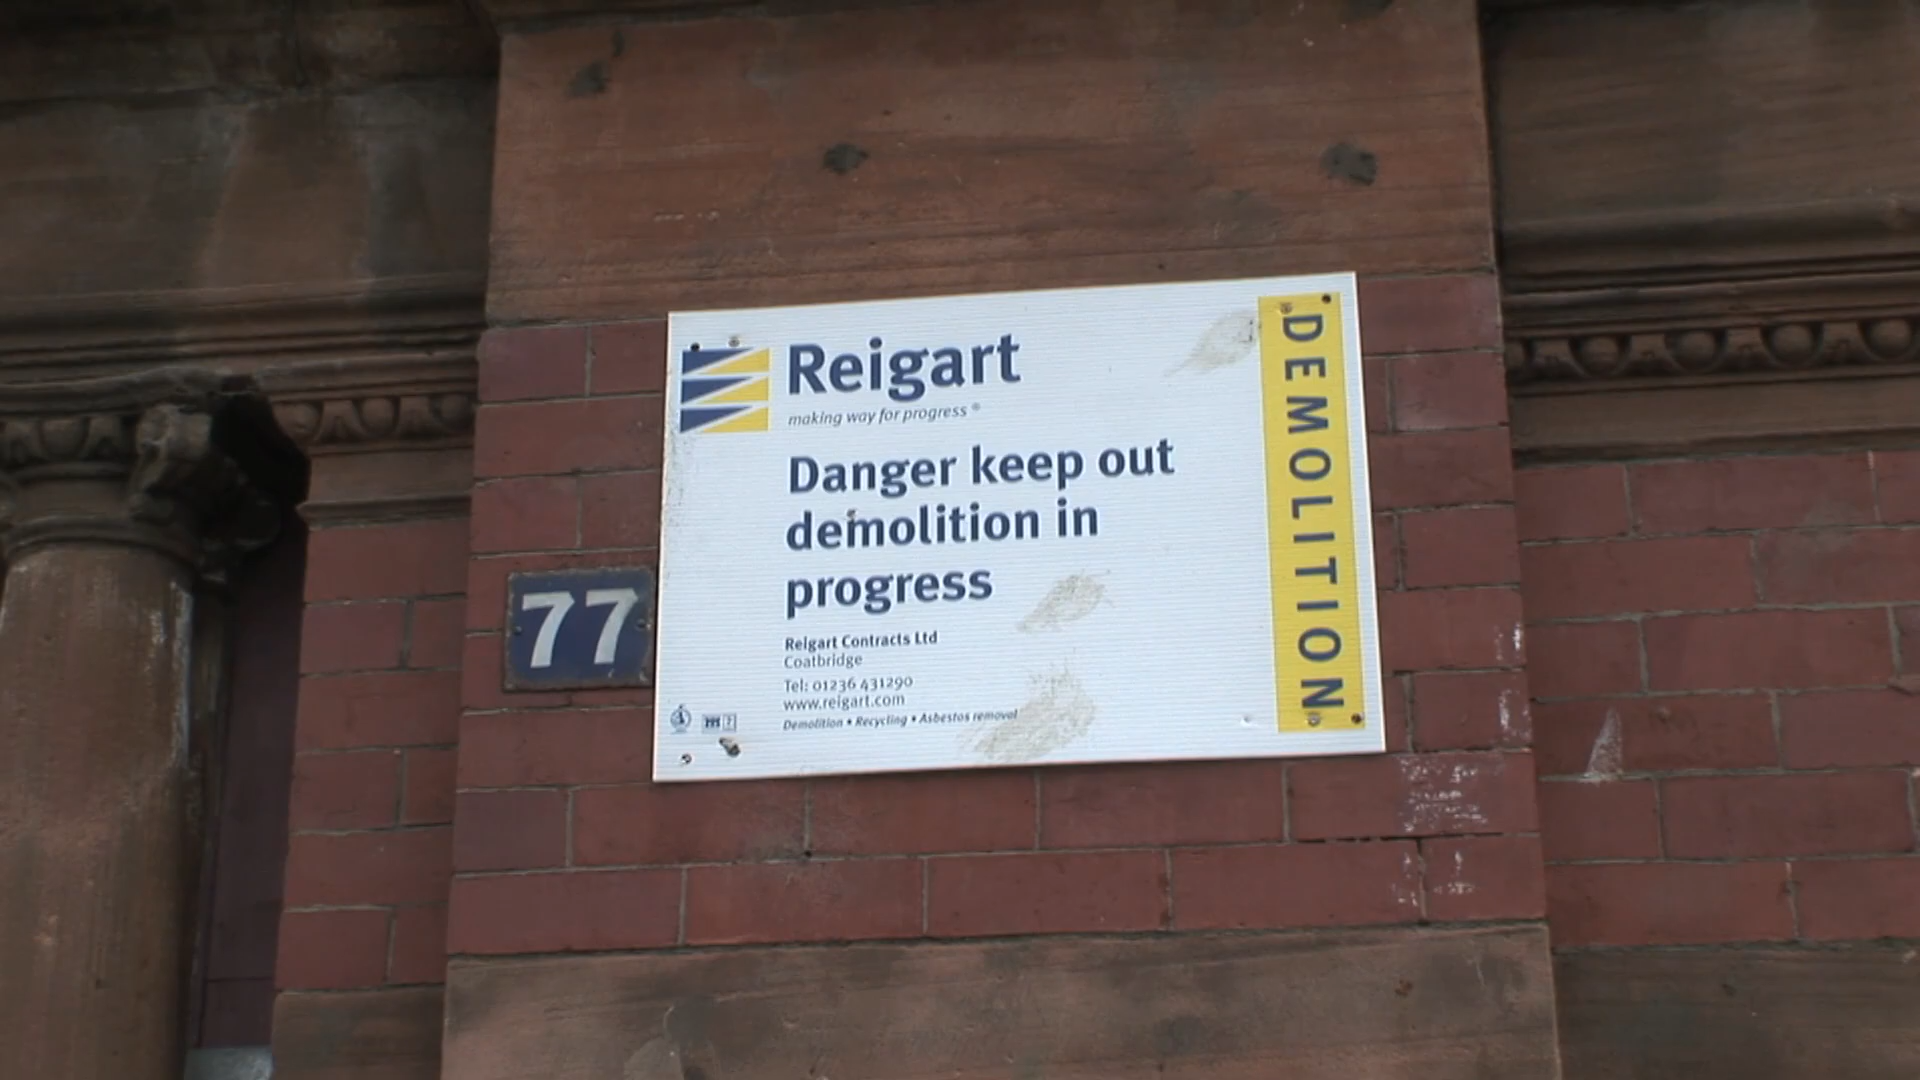 Reigart
making way for progress ®
Danger keep out
demolition in
progress
Reigart Contracts Ltd
Coatbridge
Tel: 01236 431290
www.reigart.com
Demolition • Recycling • Asbestos removal
DEMOLITION
77